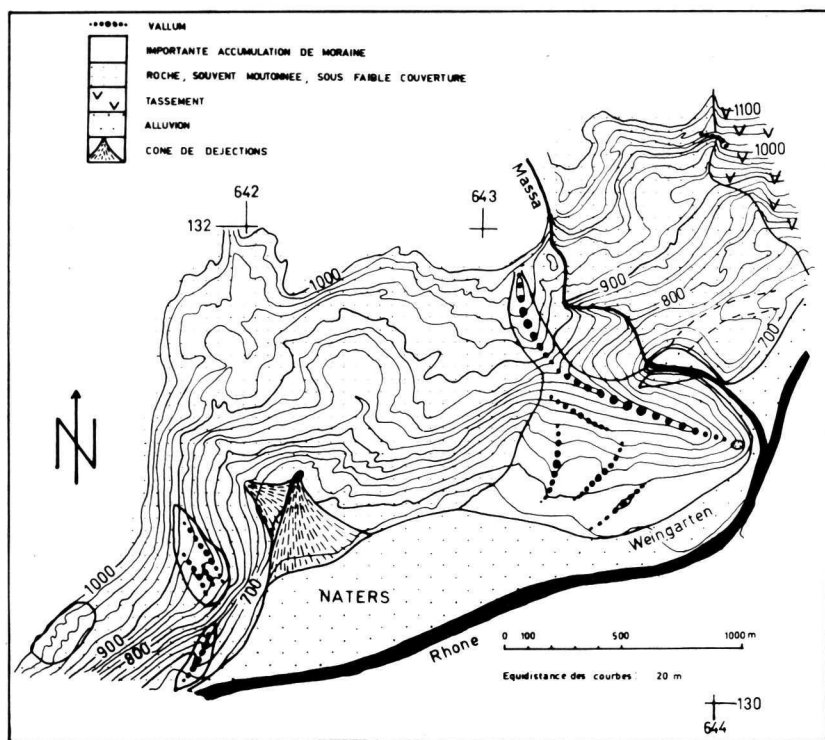 VALLUM
IMPORTANTE ACCUMULATION DE MORAINE
ROCHE, SOUVENT MOUTONNEE, SOUS FAIBLE COUVERTURE
TASSEMENT
ALLUVION
CONE DE DEJECTIONS
1100
1000
Massa
642
643
132
1000
900
800
700
N
Weingarten
1000
700
NATERS
900
800
Rhone
0 100 500 1000 m
Equidistance des courbes: 20 m
130
644